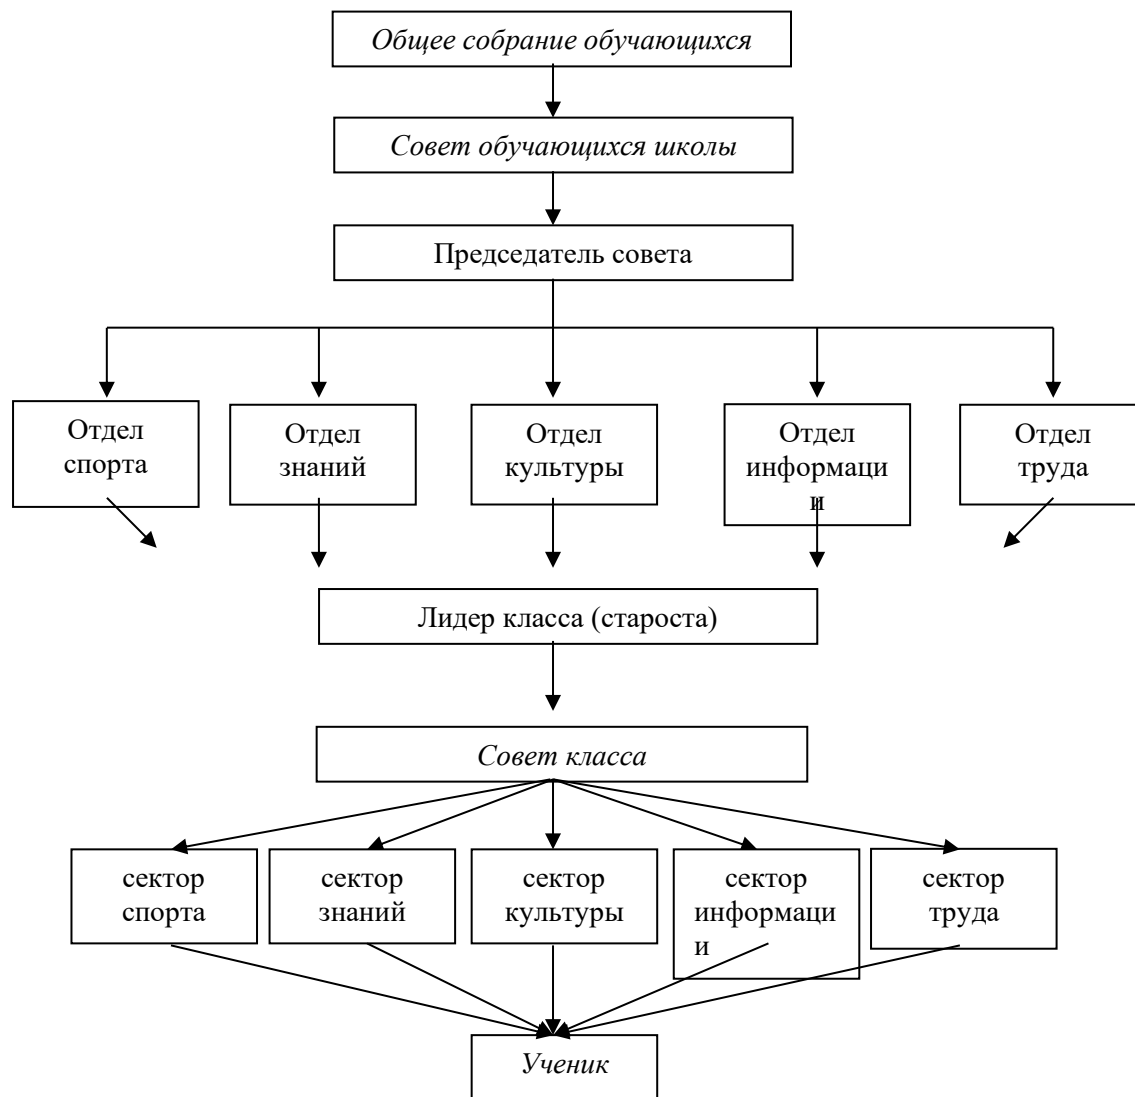 Общее собрание обучающихся
Совет обучающихся школы
Председатель совета
Отдел
спорта
Отдел
знаний
Отдел
культуры
Отдел
информаци
и
Отдел
труда
Лидер класса (староста)
Совет класса
сектор
спорта
сектор
знаний
сектор
культуры
сектор
информаци
и
сектор
труда
Ученик